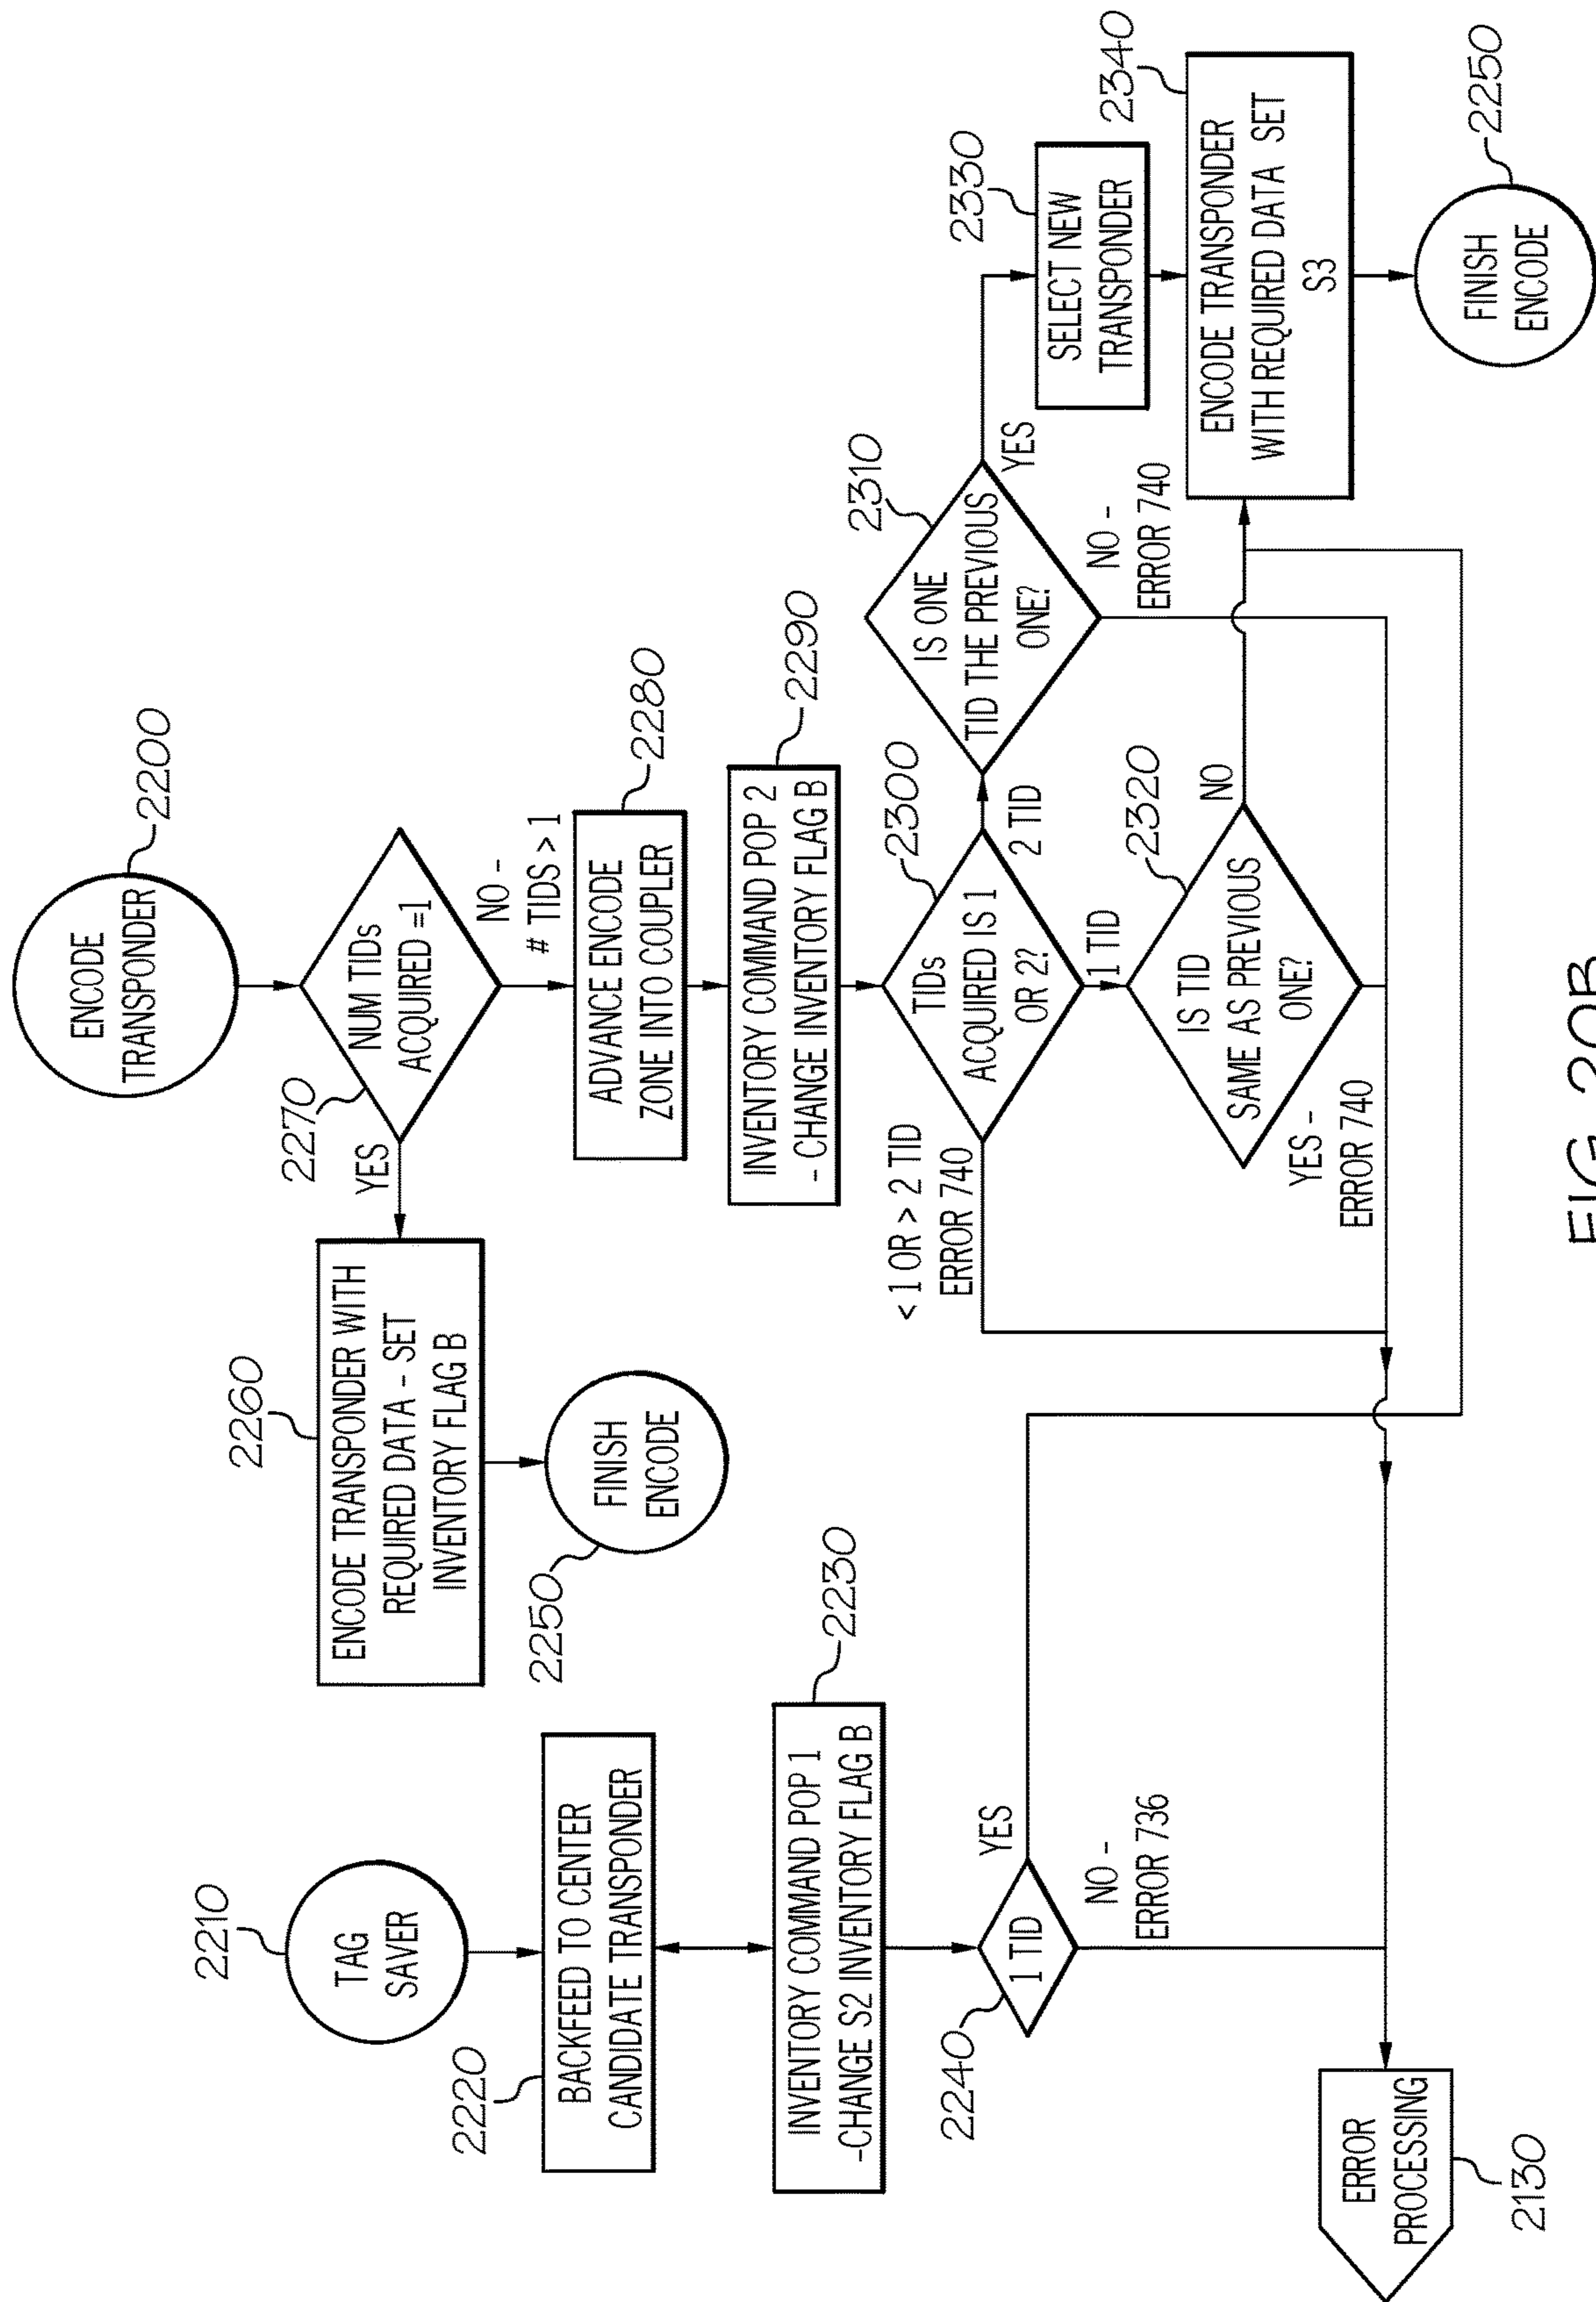 2200
ENCODE
TRANSPONDER
2270
NUM TIDs
ACQUIRED =1
YES
NO -
# TIDS > 1
2260
ENCODE TRANSPONDER WITH
REQUIRED DATA - SET
INVENTORY FLAG B
2250
FINISH
ENCODE
2280
ADVANCE ENCODE
ZONE INTO COUPLER
2290
INVENTORY COMMAND POP 2
- CHANGE INVENTORY FLAG B
2300
TIDs
ACQUIRED IS 1
OR 2?
< 1 OR > 2 TID
ERROR 740
2 TID
1 TID
2310
IS ONE
TID THE PREVIOUS
ONE?
YES
NO -
ERROR 740
2320
IS TID
SAME AS PREVIOUS
ONE?
NO
YES -
ERROR 740
2330
SELECT NEW
TRANSPONDER
2340
ENCODE TRANSPONDER
WITH REQUIRED DATA SET
S3
2250
FINISH
ENCODE
2210
TAG
SAVER
2220
BACKFEED TO CENTER
CANDIDATE TRANSPONDER
2230
INVENTORY COMMAND POP 1
-CHANGE S2 INVENTORY FLAG B
2240
1 TID
YES
NO -
ERROR 736
ERROR
PROCESSING
2130
FIG. 20B